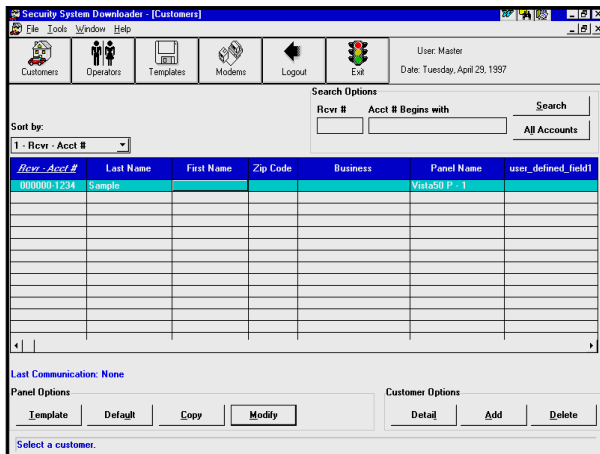 Security System Downloader - [Customers]
File Tools Window Help
Customers Operators Templates Modems Logout Exit
User: Master
Date: Tuesday, April 29, 1997
Search Options
Rcvr # Acct # Begins with
Search
All Accounts
Sort by:
1 - Rcvr - Acct #
Rcvr - Acct # Last Name First Name Zip Code Business Panel Name user_defined_field1
000000-1234 Sample Vista50 P - 1
Last Communication: None
Panel Options Customer Options
Template Default Copy Modify Detail Add Delete
Select a customer.